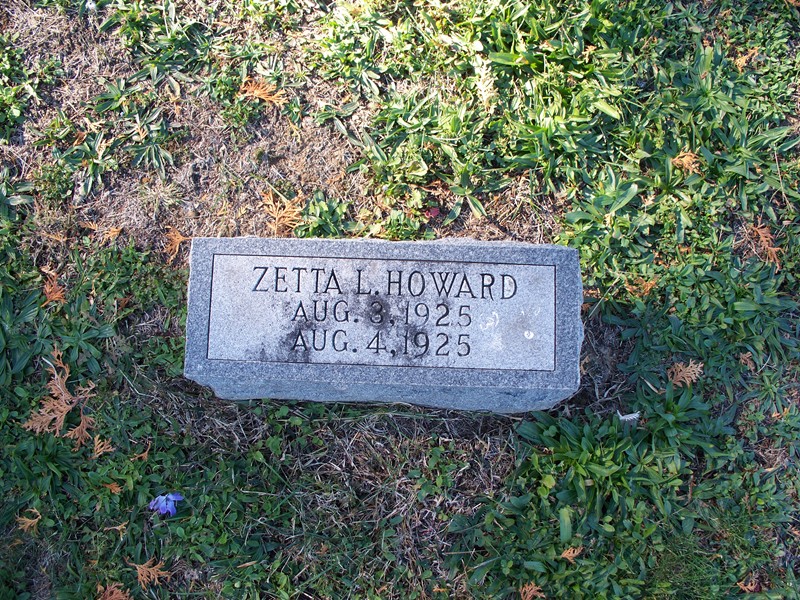 ZETTA L. HOWARD
AUG. 3, 1925
AUG. 4, 1925